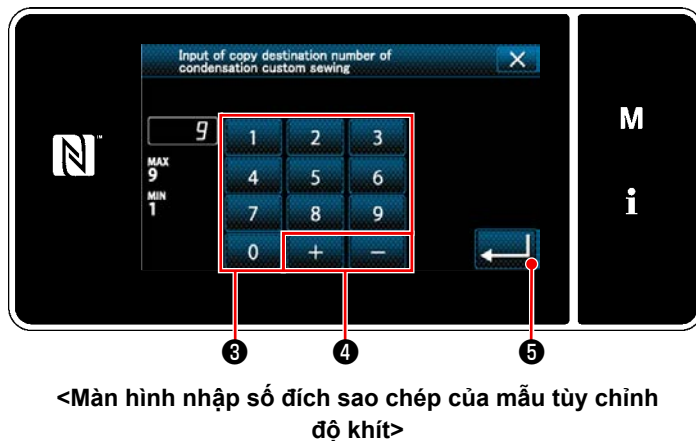 Input of copy destination number of
condensation custom sewing
9
1 2 3
MAX
9
4 5 6
MIN
1
7 8 9
0 + −
M
i
❸ ❹ ❺
<Màn hình nhập số đích sao chép của mẫu tùy chỉnh
độ khít>